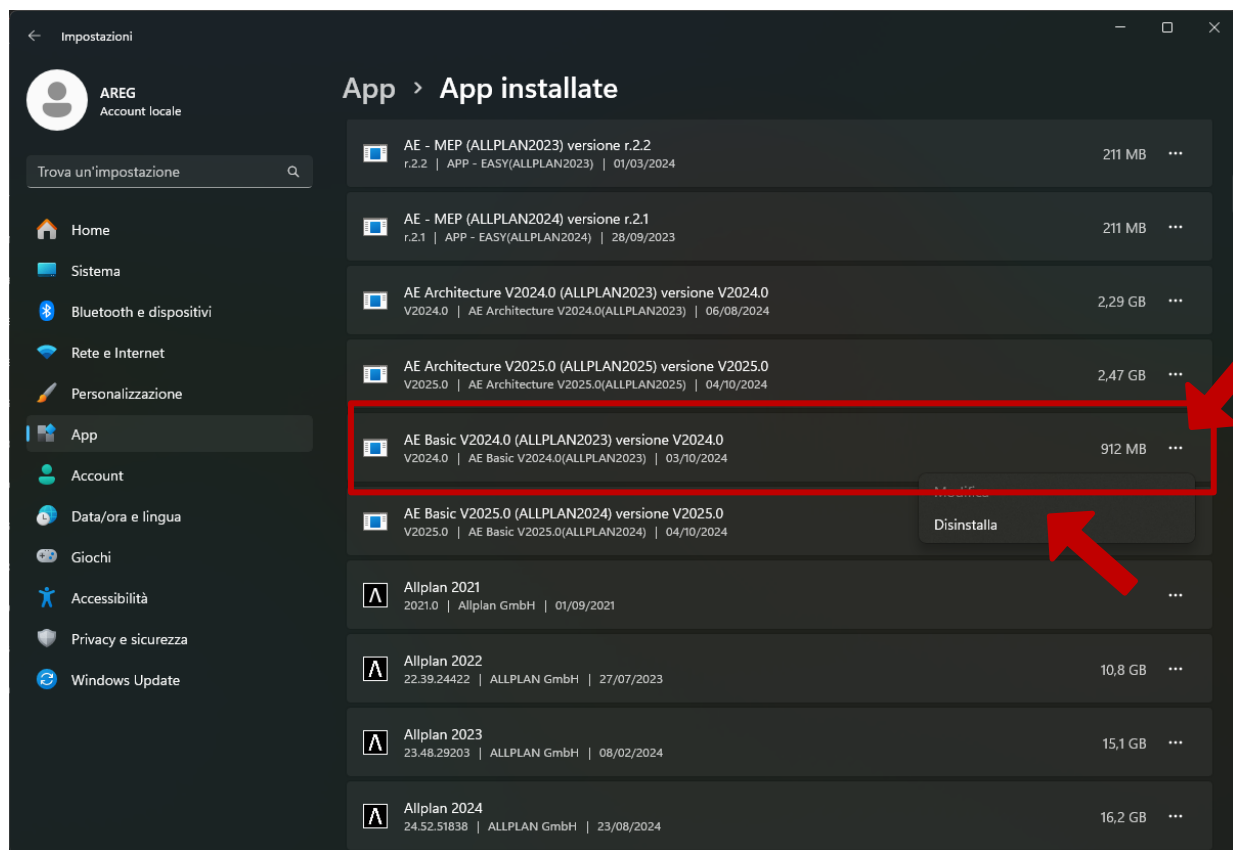 Impostazioni
AREG
Account locale
Trova un'impostazione
Home
Sistema
Bluetooth e dispositivi
Rete e Internet
Personalizzazione
App
Account
Data/ora e lingua
Giochi
Accessibilità
Privacy e sicurezza
Windows Update
App > App installate
AE - MEP (ALLPLAN2023) versione r.2.2
r.2.2 | APP - EASY(ALLPLAN2023) | 01/03/2024
211 MB
AE - MEP (ALLPLAN2024) versione r.2.1
r.2.1 | APP - EASY(ALLPLAN2024) | 28/09/2023
211 MB
AE Architecture V2024.0 (ALLPLAN2023) versione V2024.0
V2024.0 | AE Architecture V2024.0(ALLPLAN2023) | 06/08/2024
2,29 GB
AE Architecture V2025.0 (ALLPLAN2025) versione V2025.0
V2025.0 | AE Architecture V2025.0(ALLPLAN2025) | 04/10/2024
2,47 GB
AE Basic V2024.0 (ALLPLAN2023) versione V2024.0
V2024.0 | AE Basic V2024.0(ALLPLAN2023) | 03/10/2024
912 MB
Modifica
Disinstalla
AE Basic V2025.0 (ALLPLAN2024) versione V2025.0
V2025.0 | AE Basic V2025.0(ALLPLAN2024) | 04/10/2024
Allplan 2021
2021.0 | Allplan GmbH | 01/09/2021
Allplan 2022
22.39.24422 | ALLPLAN GmbH | 27/07/2023
10,8 GB
Allplan 2023
23.48.29203 | ALLPLAN GmbH | 08/02/2024
15,1 GB
Allplan 2024
24.52.51838 | ALLPLAN GmbH | 23/08/2024
16,2 GB